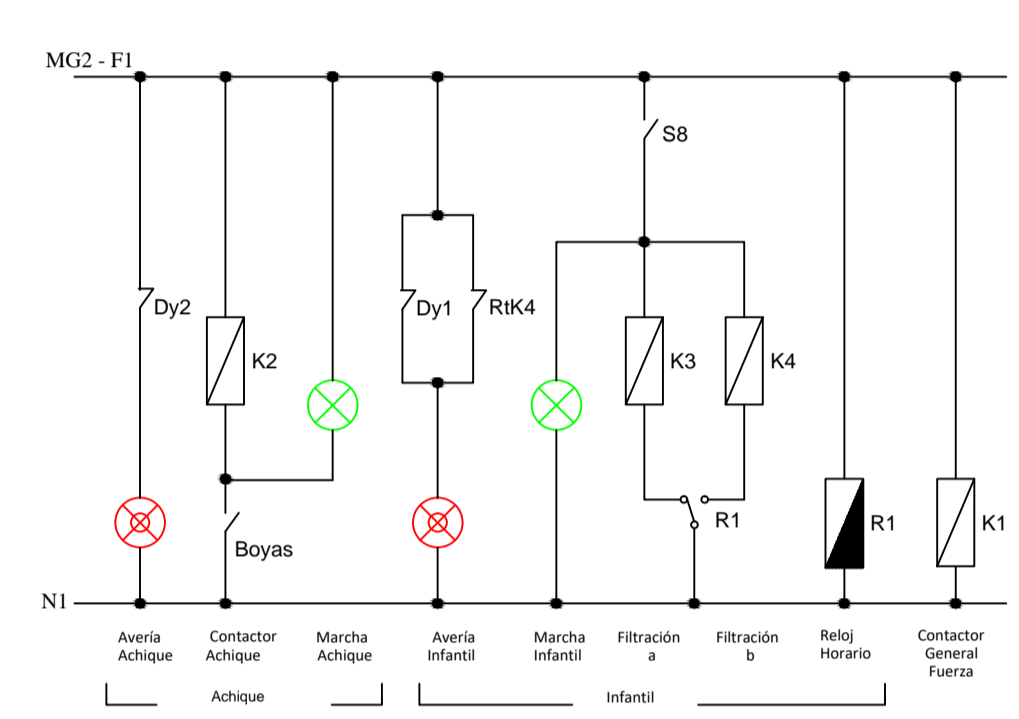 MG2 - F1
S8
Dy2
Dy1
RtK4
K2
K3
K4
R1
R1
K1
Boyas
N1
Avería
Achique
Contactor
Achique
Marcha
Achique
Avería
Infantil
Marcha
Infantil
Filtración
a
Filtración
b
Reloj
Horario
Contactor
General
Fuerza
Achique
Infantil